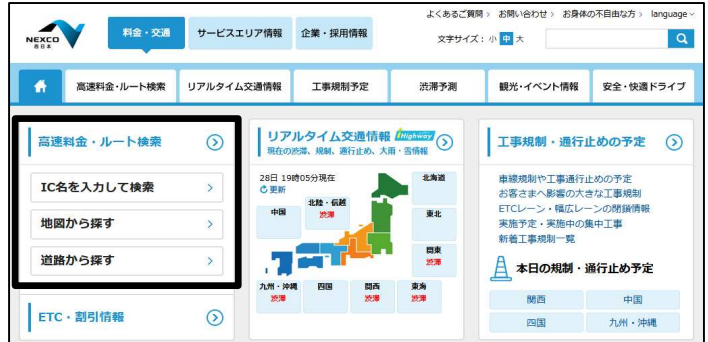 よくあるご質問 お問い合わせ お身体の不自由な方 language
NEXCO
西日本
料金・交通 サービスエリア情報 企業・採用情報
文字サイズ： 小 中 大
高速料金・ルート検索 リアルタイム交通情報 工事規制予定 渋滞予測 観光・イベント情報 安全・快適ドライブ
高速料金・ルート検索
IC名を入力して検索
地図から探す
道路から探す
ETC・割引情報
リアルタイム交通情報 iHighway
現在の渋滞、規制、通行止め、大雨・雪情報
28日 19時05分現在
更新
北海道
北陸・信越
渋滞
中国
東北
関東
渋滞
九州・沖縄
渋滞
四国
関西
渋滞
東海
渋滞
工事規制・通行止めの予定
車線規制や工事通行止めの予定
お客さまへ影響の大きな工事規制
ETCレーン・幅広レーンの閉鎖情報
実施予定・実施中の集中工事
新着工事規制一覧
本日の規制・通行止め予定
関西 中国
四国 九州・沖縄